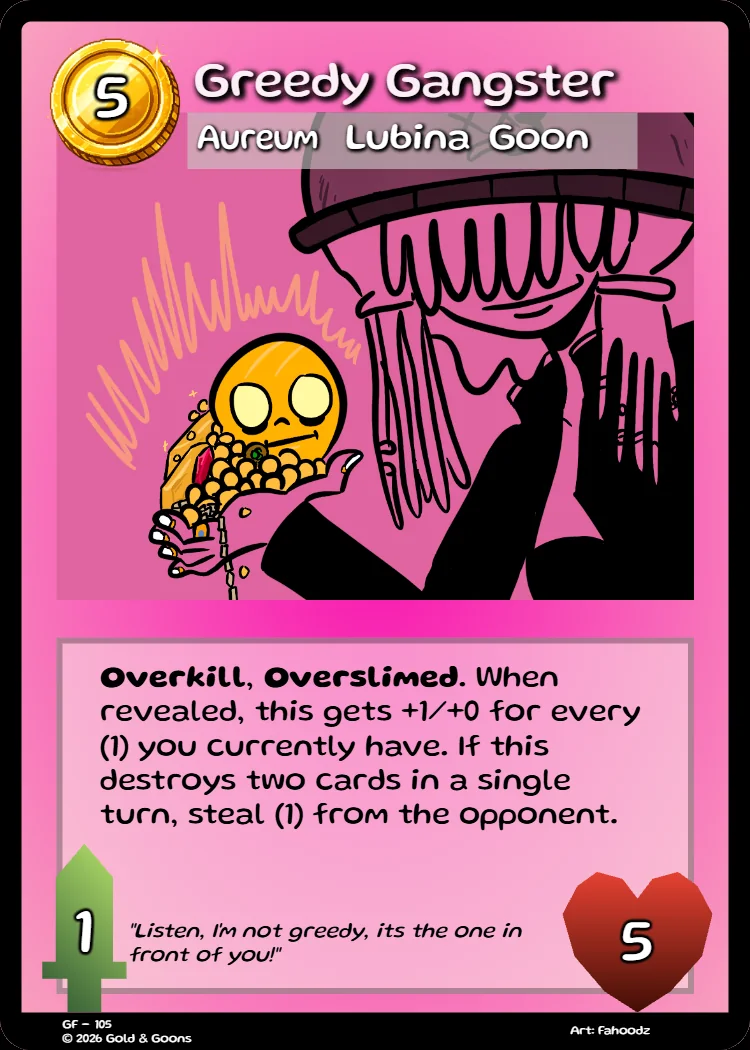 5
Greedy Gangster
Aureum Lubina Goon
Overkill, Overslimed. When
revealed, this gets +1/+0 for every
(1) you currently have. If this
destroys two cards in a single
turn, steal (1) from the opponent.
1
"Listen, I'm not greedy, its the one in
front of you!"
5
GF - 105
© 2026 Gold & Goons
Art: Fahoodz